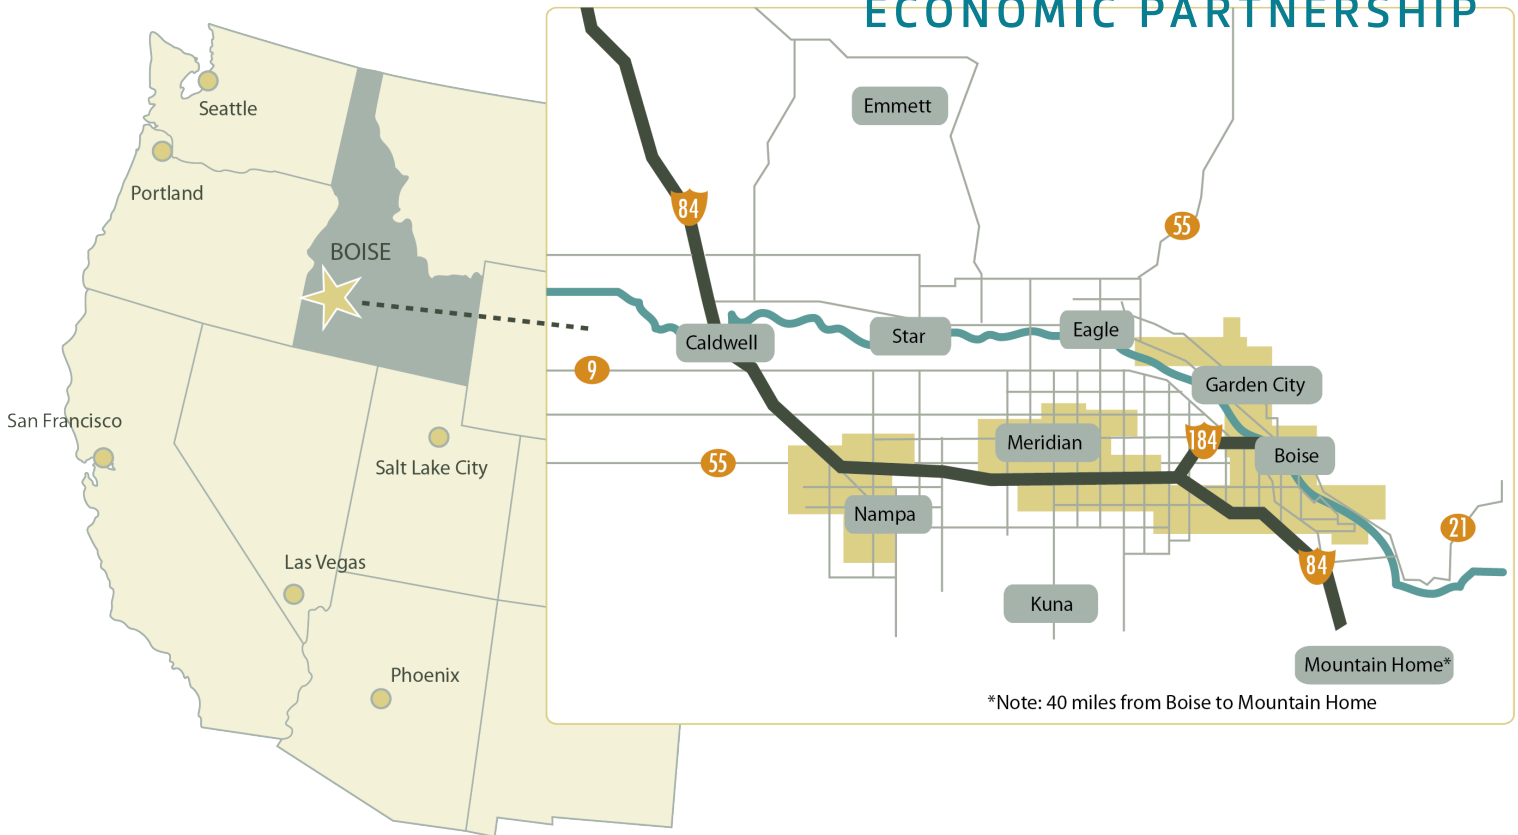 ECONOMIC PARTNERSHIP
Seattle
Portland
BOISE
San Francisco
Salt Lake City
Las Vegas
Phoenix
Emmett
84
55
Caldwell
Star
Eagle
9
Garden City
55
Meridian
184
Boise
Nampa
21
84
Kuna
Mountain Home*
*Note: 40 miles from Boise to Mountain Home